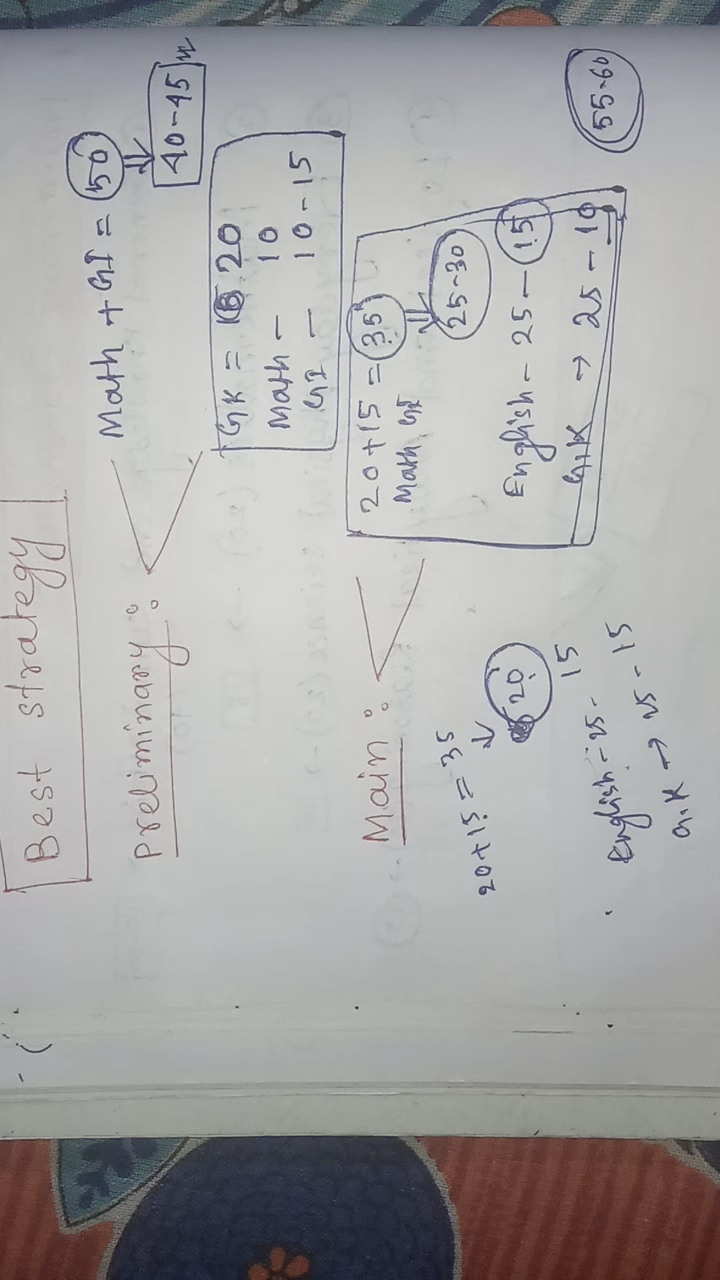 Best strategy
Preliminary :
Math + GI = 50
⇓
40-45
GK = 20
Math - 10
GI - 10-15
Main :
20+15 = 35
Math GI
⇓
25-30
English - 25 - 15
G.K → 25 - 10
55-60
20+15 = 35
↓
20
English - 25 - 15
G.K → 25 - 15